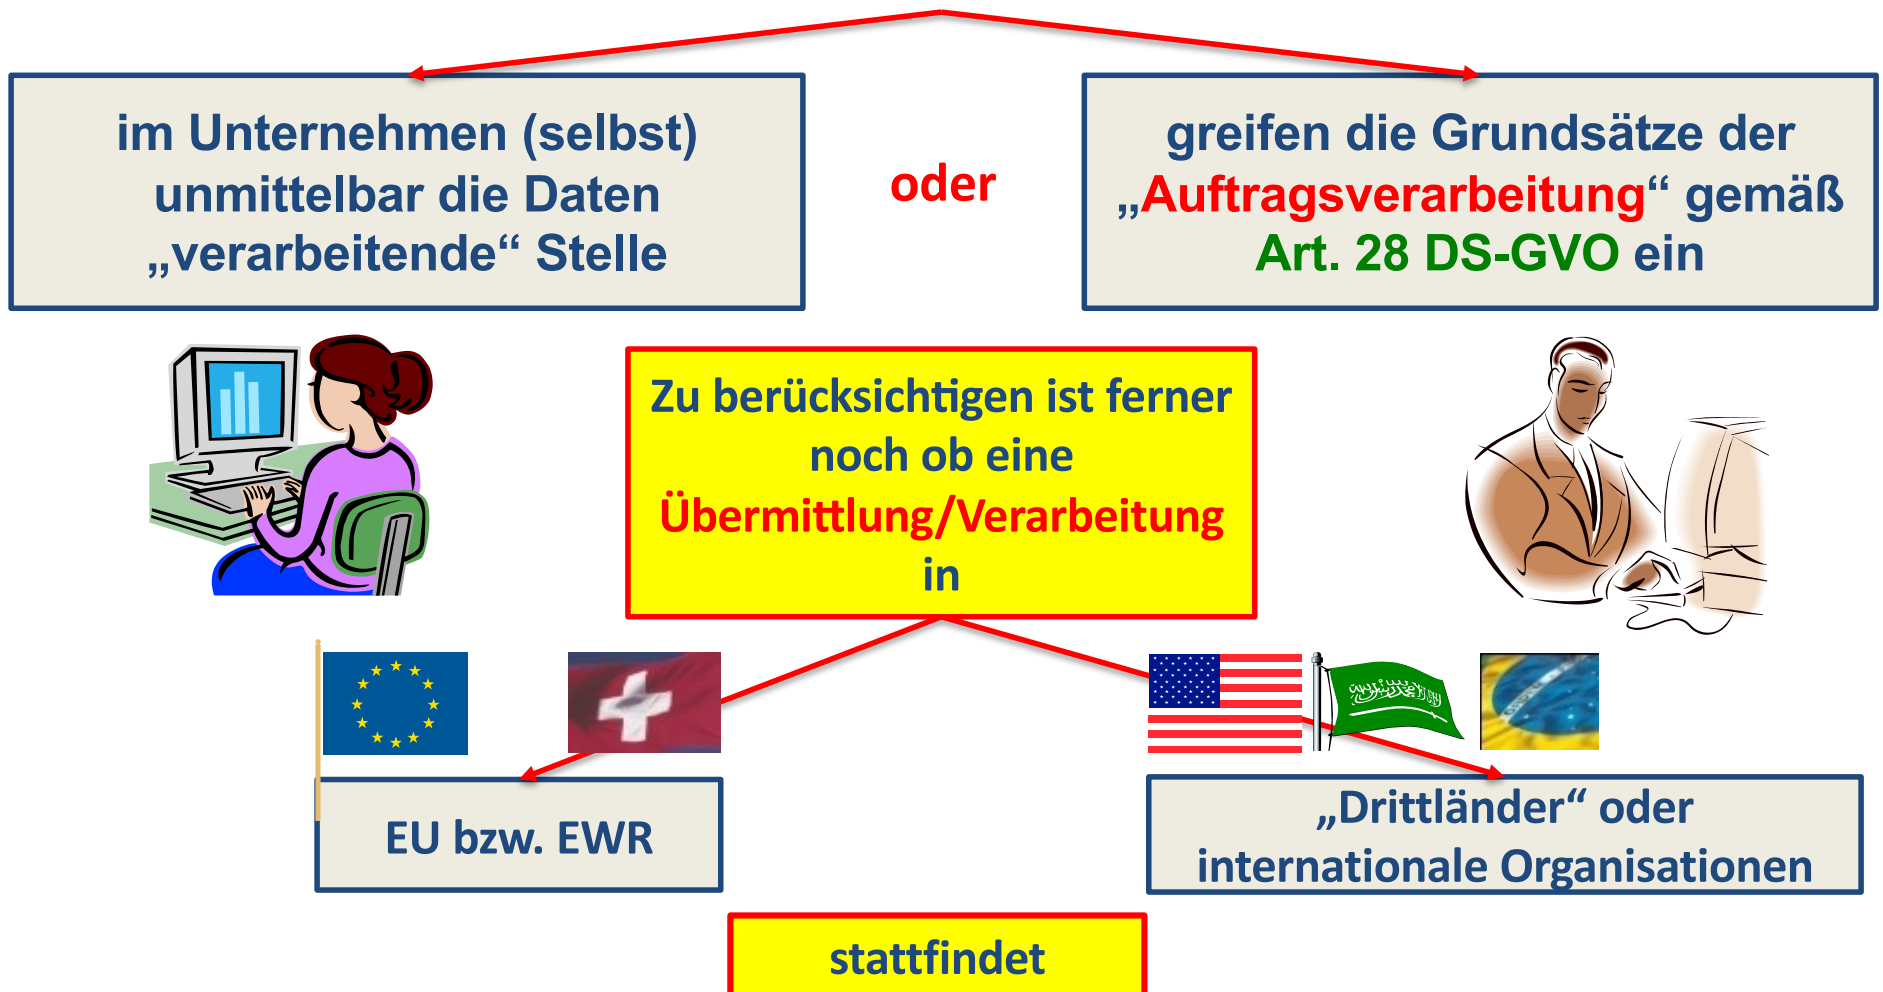 im Unternehmen (selbst)
unmittelbar die Daten
„verarbeitende“ Stelle
oder
greifen die Grundsätze der
„Auftragsverarbeitung“ gemäß
Art. 28 DS-GVO ein
Zu berücksichtigen ist ferner
noch ob eine
Übermittlung/Verarbeitung
in
EU bzw. EWR
„Drittländer“ oder
internationale Organisationen
stattfindet